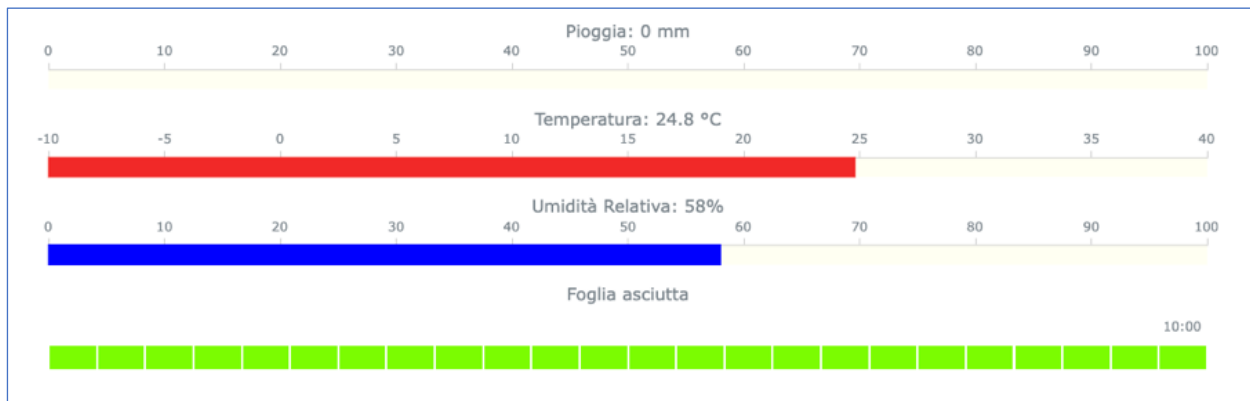 Pioggia: 0 mm
0 10 20 30 40 50 60 70 80 90 100
Temperatura: 24.8 °C
-10 -5 0 5 10 15 20 25 30 35 40
Umidità Relativa: 58%
0 10 20 30 40 50 60 70 80 90 100
Foglia asciutta
10:00